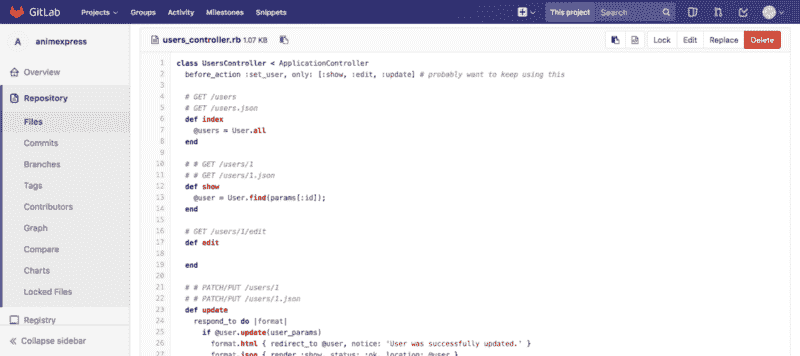 GitLab Projects Groups Activity Milestones Snippets This project Search
A animexpress
Overview
Repository
Files
Commits
Branches
Tags
Contributors
Graph
Compare
Charts
Locked Files
Registry
« Collapse sidebar
users_controller.rb 1.07 KB Lock Edit Replace Delete
1 class UsersController < ApplicationController
2 before_action :set_user, only: [:show, :edit, :update] # probably want to keep using this
3
4 # GET /users
5 # GET /users.json
6 def index
7 @users = User.all
8 end
9
10 # # GET /users/1
11 # # GET /users/1.json
12 def show
13 @user = User.find(params[:id]);
14 end
15
16 # GET /users/1/edit
17 def edit
18
19 end
20
21 # # PATCH/PUT /users/1
22 # # PATCH/PUT /users/1.json
23 def update
24 respond_to do |format|
25 if @user.update(user_params)
26 format.html { redirect_to @user, notice: 'User was successfully updated.' }
27 format.json { render :show, status: :ok, location: @user }